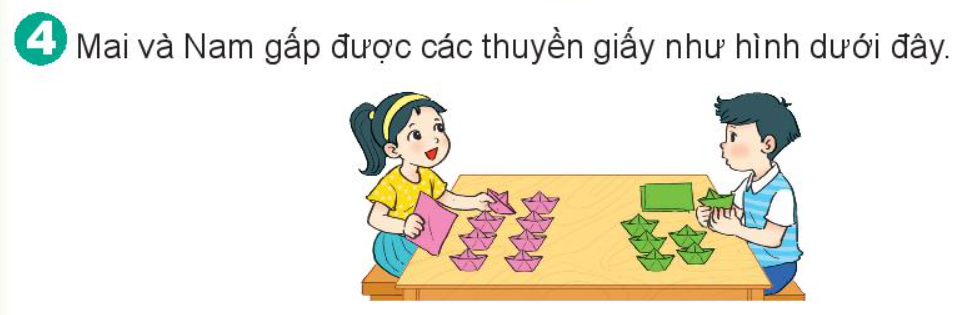 4 Mai và Nam gấp được các thuyền giấy như hình dưới đây.